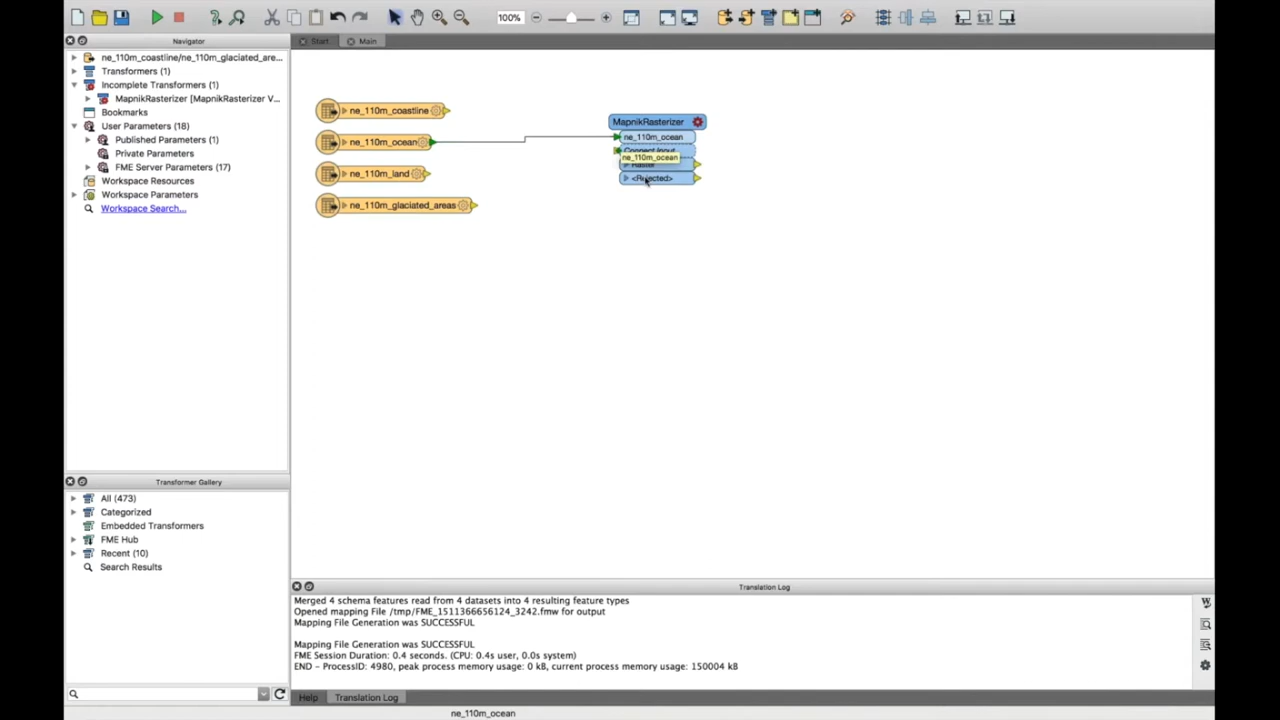 100%
Navigator
Start
Main
ne_110m_coastline/ne_110m_glaciated_are...
Transformers (1)
Incomplete Transformers (1)
MapnikRasterizer [MapnikRasterizer V...
Bookmarks
User Parameters (18)
Published Parameters (1)
Private Parameters
FME Server Parameters (17)
Workspace Resources
Workspace Parameters
Workspace Search...
ne_110m_coastline
ne_110m_ocean
ne_110m_land
ne_110m_glaciated_areas
MapnikRasterizer
ne_110m_ocean
Connect Input
ne_110m_ocean
Raster
<Rejected>
Transformer Gallery
All (473)
Categorized
Embedded Transformers
FME Hub
Recent (10)
Search Results
Translation Log
Merged 4 schema features read from 4 datasets into 4 resulting feature types
Opened mapping File /tmp/FME_1511366656124_3242.fmw for output
Mapping File Generation was SUCCESSFUL
Mapping File Generation was SUCCESSFUL
FME Session Duration: 0.4 seconds. (CPU: 0.4s user, 0.0s system)
END - ProcessID: 4980, peak process memory usage: 0 kB, current process memory usage: 150004 kB
Help
Translation Log
ne_110m_ocean